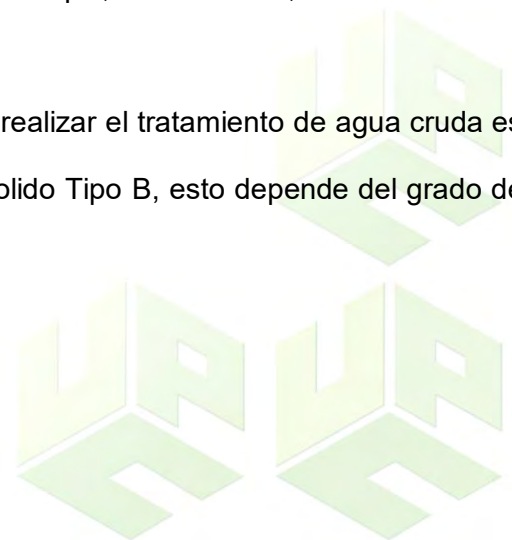 realizar el tratamiento de agua cruda es
olido Tipo B, esto depende del grado de